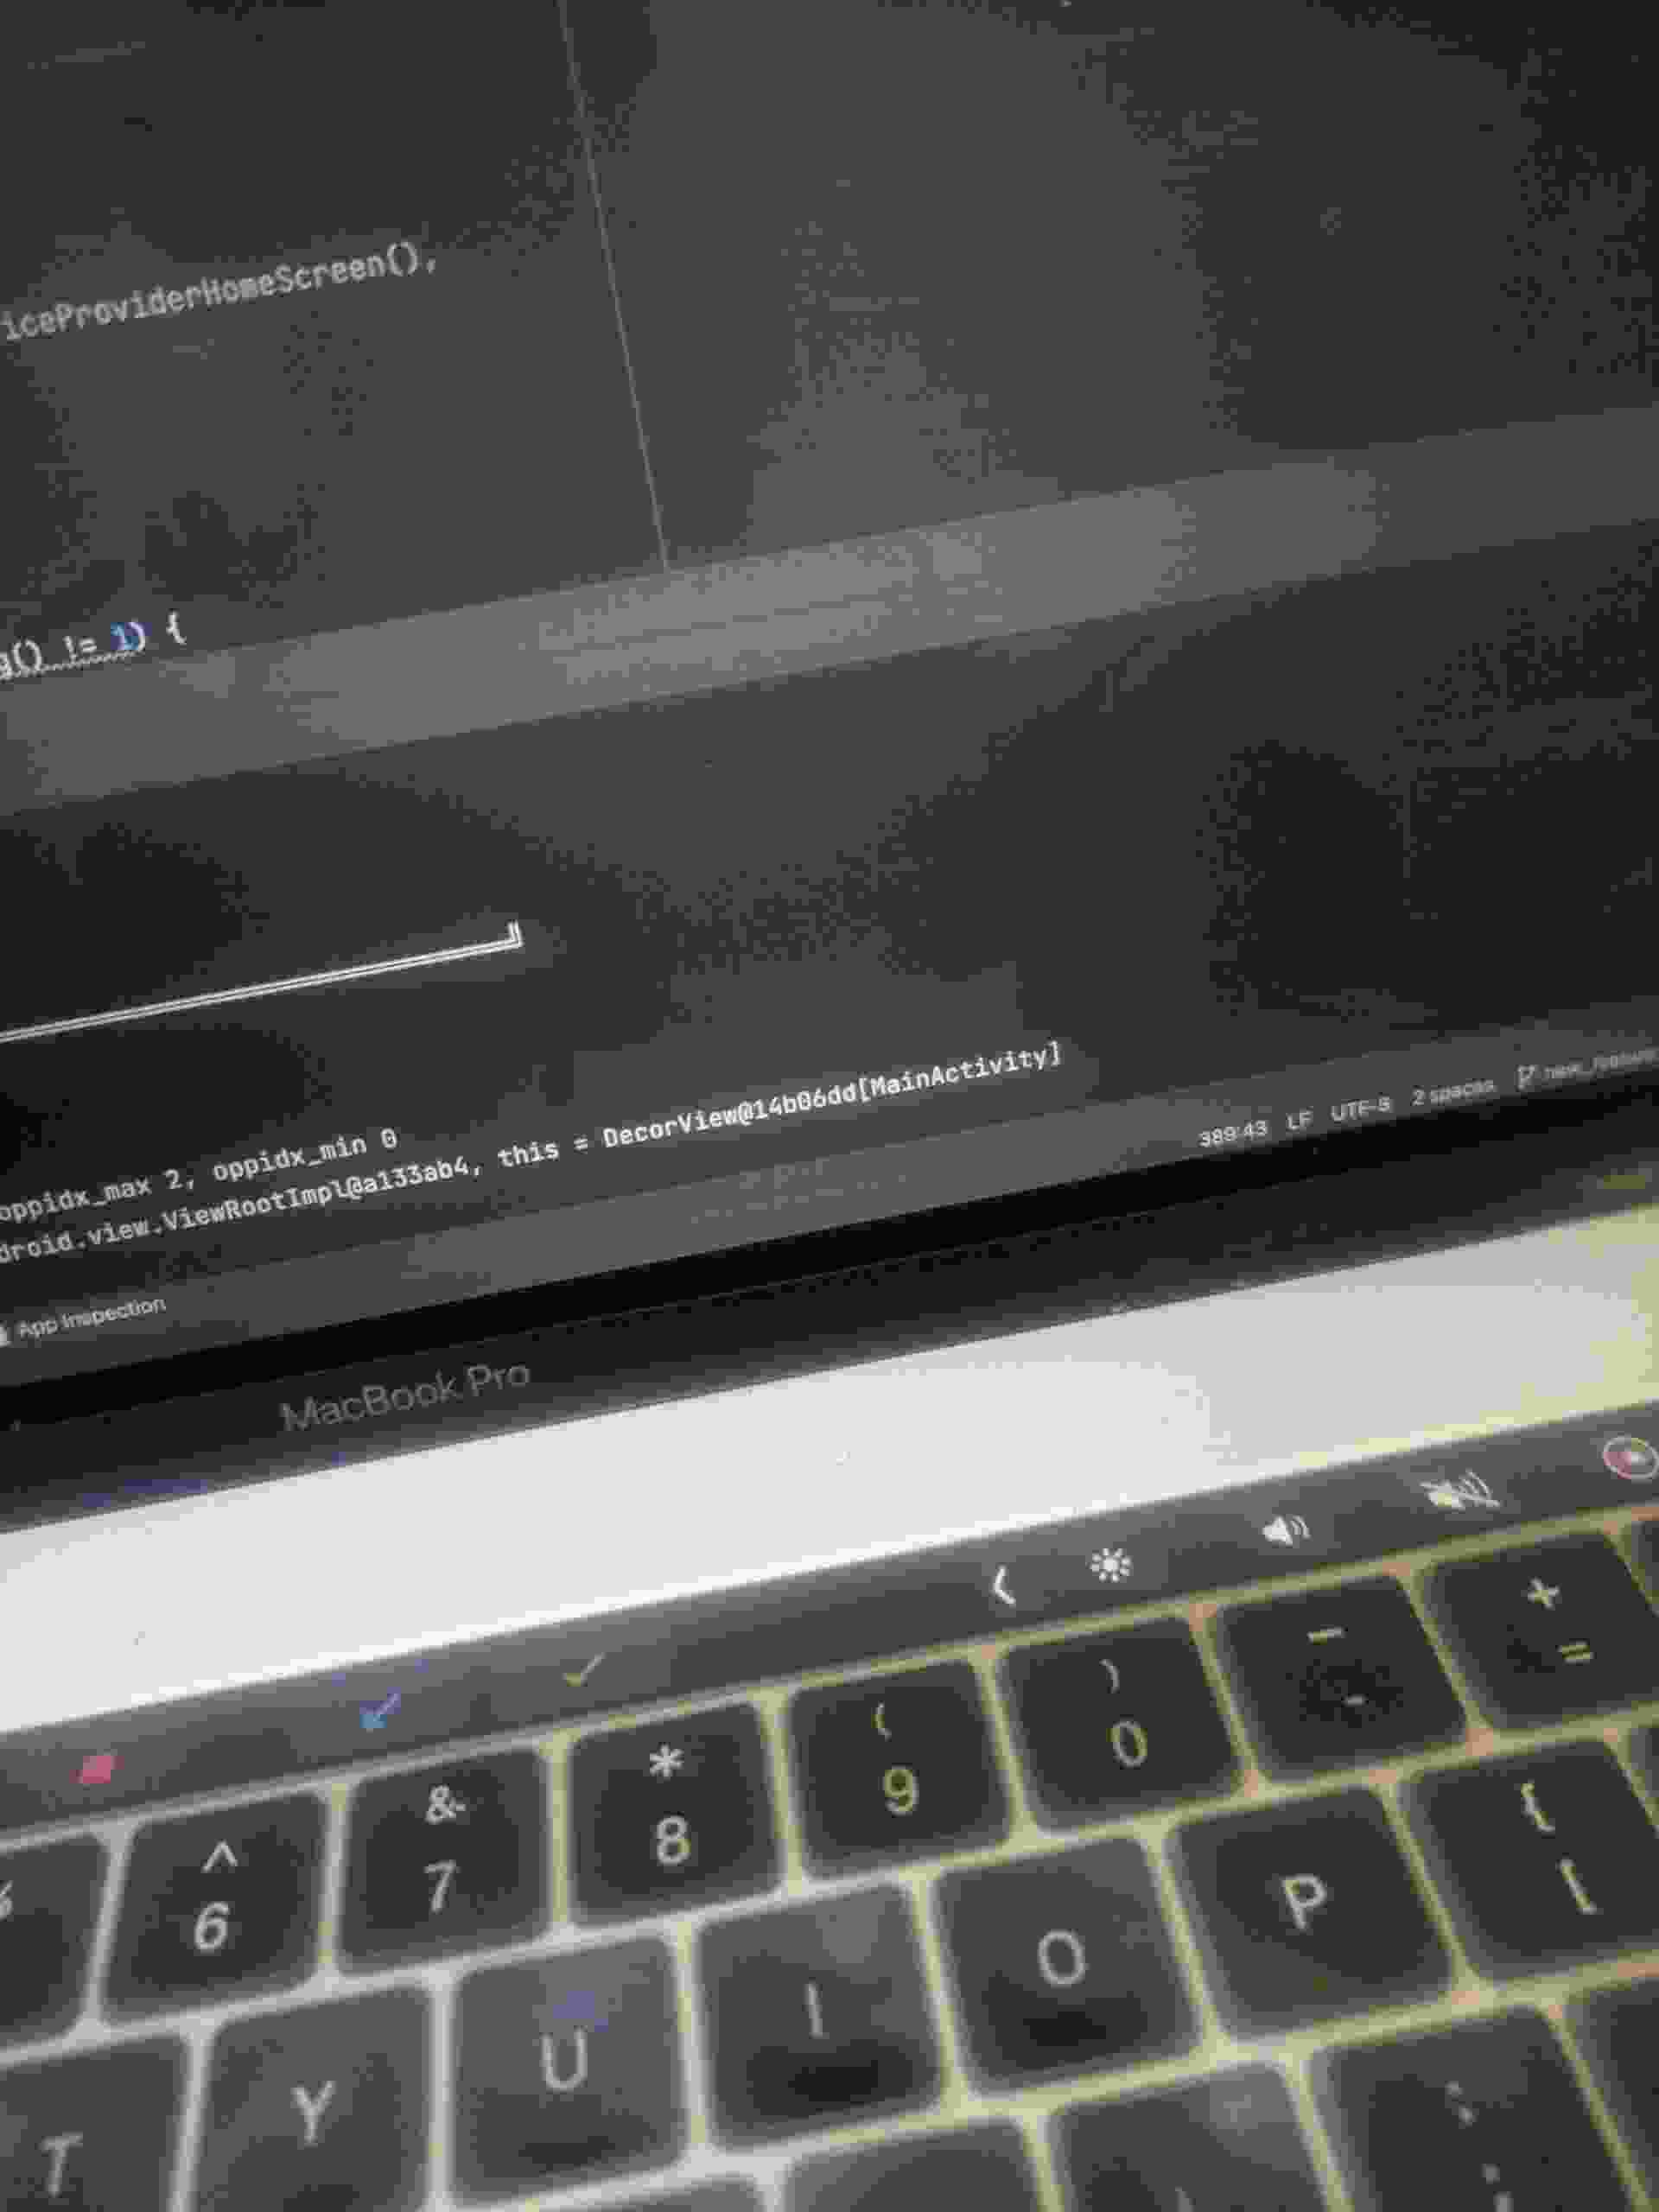 iceProviderHomeScreen(),
g() != 1) {
oppidx_max 2, oppidx_min 0
droid.view.ViewRootImpl@a133ab4, this = DecorView@14b06dd[MainActivity]
389:43 LF UTF-8 2 spaces
App Inspection
MacBook Pro
^ & * ( ) — +
6 7 8 9 0 - =
{
T Y U I O P [